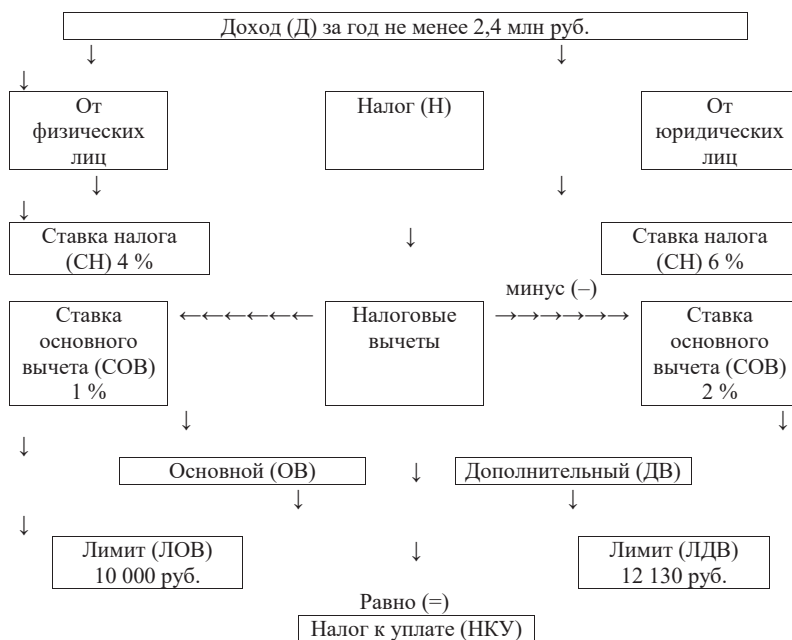 Доход (Д) за год не менее 2,4 млн руб.
↓ ↓
↓
От
физических
лиц
Налог (Н)
От
юридических
лиц
↓ ↓
↓
Ставка налога
(СН) 4 %
↓
Ставка налога
(СН) 6 %
минус (–)
Ставка
основного
вычета (СОВ)
1 %
←←←←←←
Налоговые
вычеты
→→→→→→
Ставка
основного
вычета (СОВ)
2 %
↓ ↓
↓
Основной (ОВ)
↓
Дополнительный (ДВ)
↓ ↓
↓
Лимит (ЛОВ)
10 000 руб.
↓
Лимит (ЛДВ)
12 130 руб.
Равно (=)
Налог к уплате (НКУ)